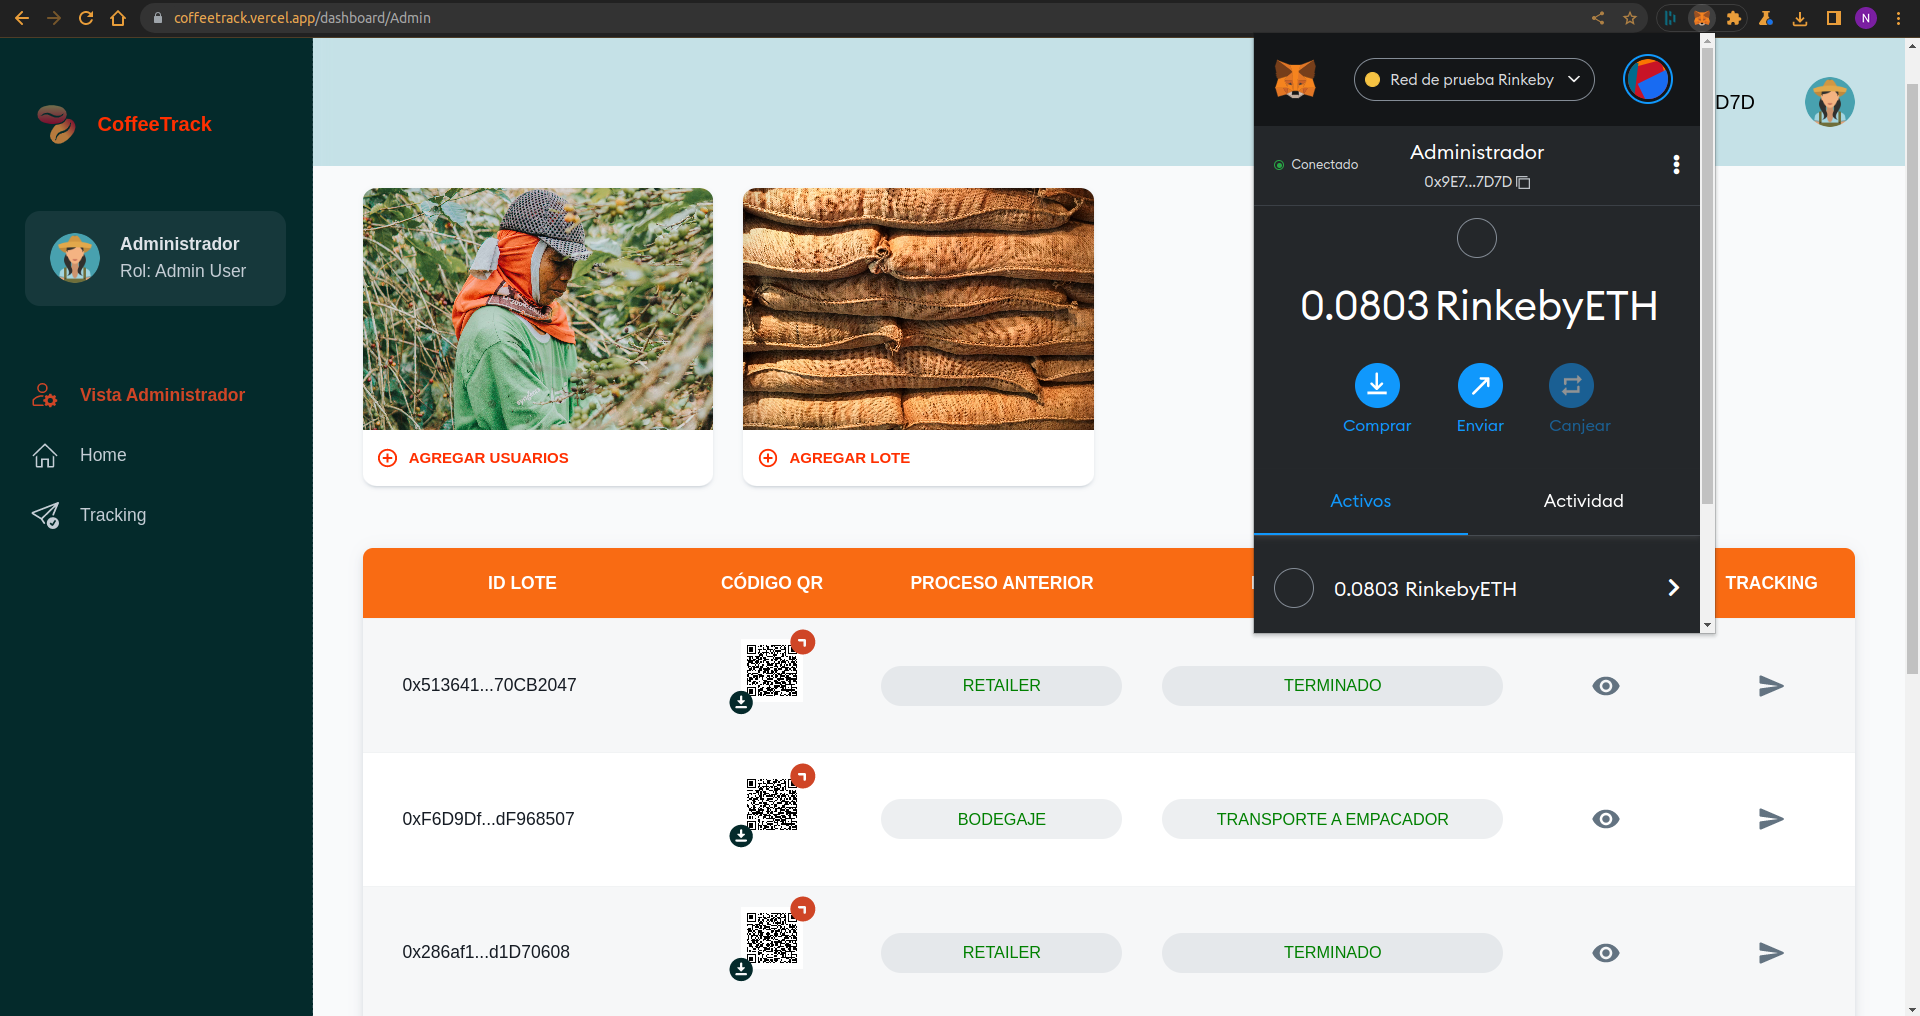 coffeetrack.vercel.app/dashboard/Admin
N
CoffeeTrack
Administrador
Rol: Admin User
Vista Administrador
Home
Tracking
D7D
AGREGAR USUARIOS
AGREGAR LOTE
Red de prueba Rinkeby
Conectado
Administrador
0x9E7...7D7D
0.0803 RinkebyETH
Comprar
Enviar
Canjear
Activos
Actividad
0.0803 RinkebyETH
ID LOTE
CÓDIGO QR
PROCESO ANTERIOR
TRACKING
0x513641...70CB2047
RETAILER
TERMINADO
0xF6D9Df...dF968507
BODEGAJE
TRANSPORTE A EMPACADOR
0x286af1...d1D70608
RETAILER
TERMINADO